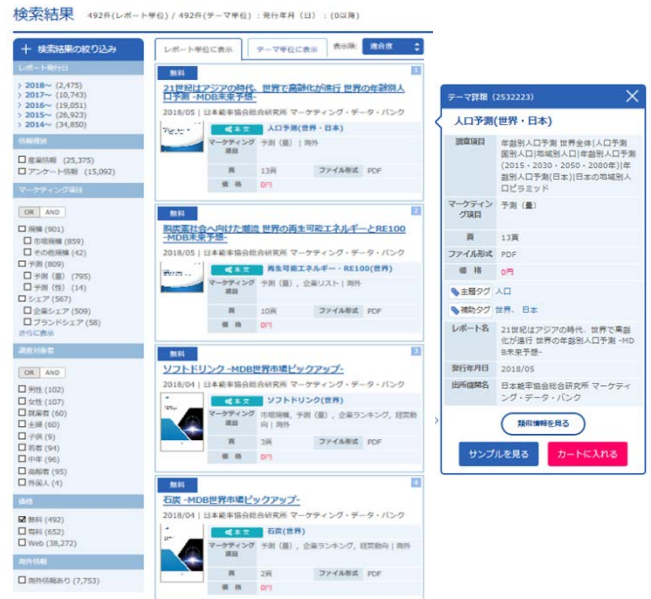 検索結果 492件(レポート単位) / 492件(テーマ単位) : 発行年月(日) : (0以降)
＋ 検索結果の絞り込み
レポート発行日
> 2018～ (2,475)
> 2017～ (10,743)
> 2016～ (19,051)
> 2015～ (26,923)
> 2014～ (34,850)
情報種別
産業情報 (25,375)
アンケート情報 (15,092)
マーケティング項目
OR AND
規模 (901)
市場規模 (859)
その他規模 (42)
予測 (809)
予測（量） (795)
予測（性） (14)
シェア (567)
企業シェア (509)
ブランドシェア (58)
さらに表示
調査対象者
OR AND
男性 (102)
女性 (107)
就業者 (60)
主婦 (60)
子供 (9)
若者 (94)
中年 (96)
高齢者 (95)
外国人 (4)
価格
無料 (492)
有料 (652)
Web (38,272)
海外情報
海外情報あり (7,753)
レポート単位に表示 テーマ単位に表示 表示順: 適合度
無料 1
21世紀はアジアの時代、世界で高齢化が進行 世界の年齢別人口予測 -MDB未来予想-
2018/05 | 日本能率協会総合研究所 マーケティング・データ・バンク
本文 人口予測(世界・日本)
マーケティング項目 予測（量） | 海外
頁 13頁 ファイル形式 PDF
価 格 0円
無料 2
脱炭素社会へ向けた潮流 世界の再生可能エネルギーとRE100 -MDB未来予想-
2018/05 | 日本能率協会総合研究所 マーケティング・データ・バンク
本文 再生可能エネルギー・RE100(世界)
マーケティング項目 予測（量）, 企業リスト | 海外
頁 10頁 ファイル形式 PDF
価 格 0円
無料 3
ソフトドリンク -MDB世界市場ピックアップ-
2018/04 | 日本能率協会総合研究所 マーケティング・データ・バンク
本文 ソフトドリンク(世界)
マーケティング項目 市場規模, 予測（量）, 企業ランキング, 経営動向 | 海外
頁 3頁 ファイル形式 PDF
価 格 0円
無料 4
石炭 -MDB世界市場ピックアップ-
2018/04 | 日本能率協会総合研究所 マーケティング・データ・バンク
本文 石炭(世界)
マーケティング項目 予測（量）, 企業ランキング, 経営動向 | 海外
頁 2頁 ファイル形式 PDF
価 格 0円
テーマ詳細 (2532223)
人口予測(世界・日本)
調査項目 年齢別人口予測 世界全体|人口予測
国別人口|地域別人口|年齢別人口予測
(2015・2030・2050・2080年)|年
齢別人口予測(日本)|日本の地域別人
口ピラミッド
マーケティング項目 予測（量）
頁 13頁
ファイル形式 PDF
価 格 0円
主題タグ 人口
補助タグ 世界、 日本
レポート名 21世紀はアジアの時代、世界で高齢
化が進行 世界の年齢別人口予測 -MD
B未来予想-
発行年月日 2018/05
出所機関名 日本能率協会総合研究所 マーケティ
ング・データ・バンク
類似情報を見る
サンプルを見る カートに入れる